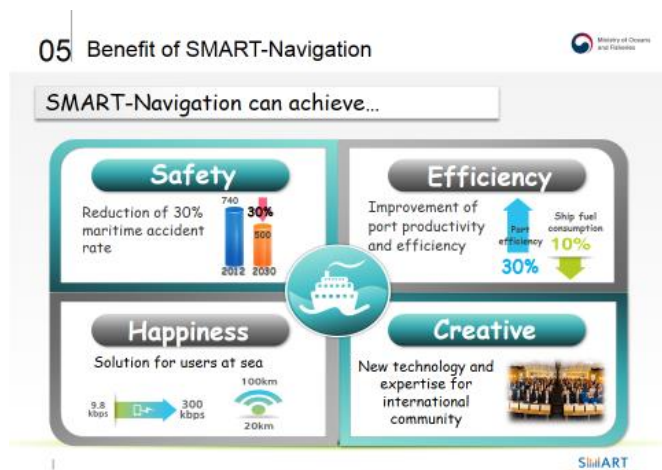 05 Benefit of SMART-Navigation
Ministry of Oceans
and Fisheries
SMART-Navigation can achieve...
Safety
Reduction of 30%
maritime accident
rate
740
30%
500
2012 2030
Efficiency
Improvement of
port productivity
and efficiency
Port
efficiency
30%
Ship fuel
consumption
10%
Happiness
Solution for users at sea
9.8
kbps
300
kbps
100km
20km
Creative
New technology and
expertise for
international
community
SMART